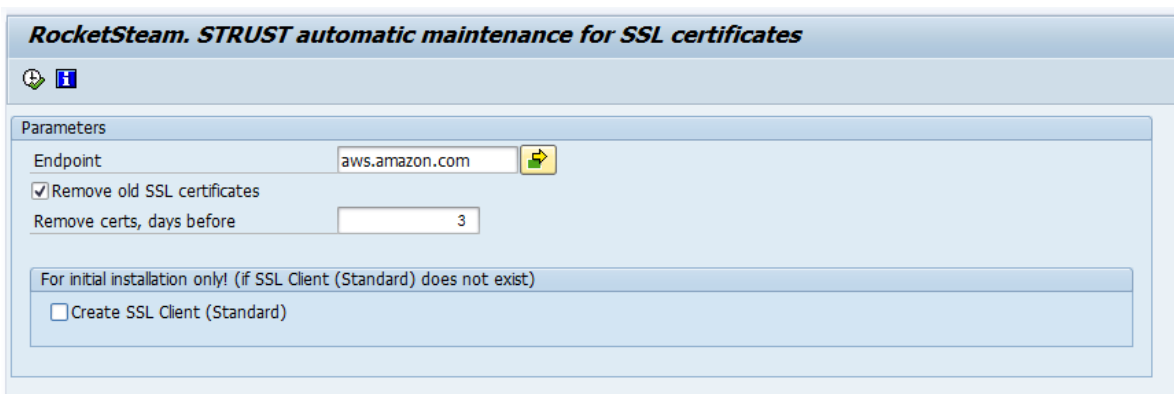 RocketSteam. STRUST automatic maintenance for SSL certificates
Parameters
Endpoint aws.amazon.com
Remove old SSL certificates
Remove certs, days before 3
For initial installation only! (if SSL Client (Standard) does not exist)
Create SSL Client (Standard)